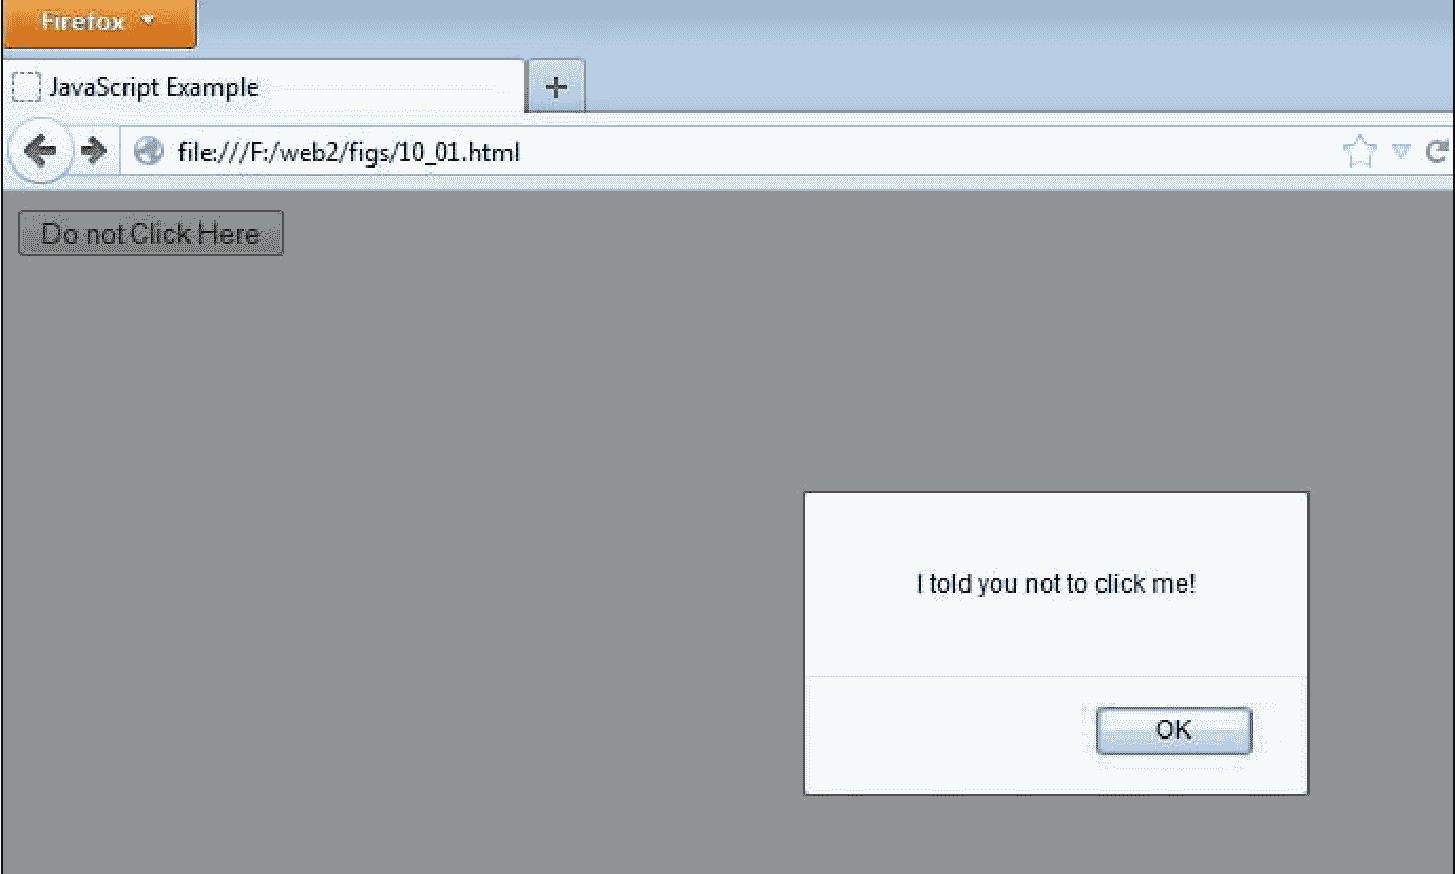 Firefox
JavaScript Example
file:///F:/web2/figs/10_01.html
Do not Click Here
I told you not to click me!
OK